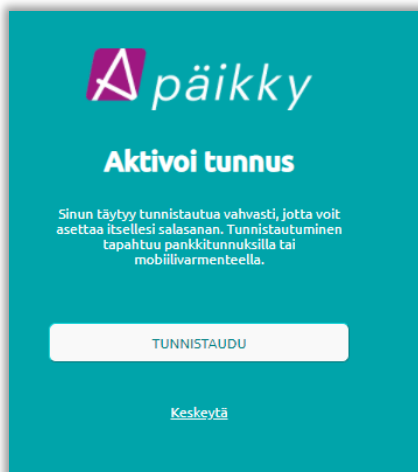 A päikky
Aktivoi tunnus
Sinun täytyy tunnistautua vahvasti, jotta voit
asettaa itsellesi salasanan. Tunnistautuminen
tapahtuu pankkitunnuksilla tai
mobiilivarmenteella.
TUNNISTAUDU
Keskeytä